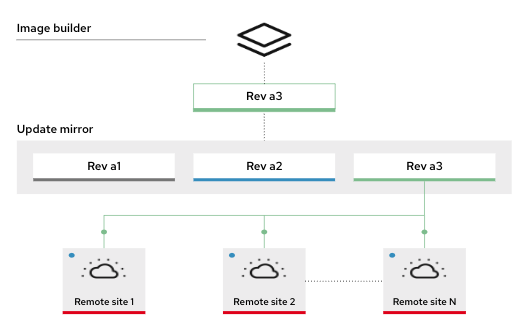 Image builder
Rev a3
Update mirror
Rev a1
Rev a2
Rev a3
Remote site 1
Remote site 2
Remote site N